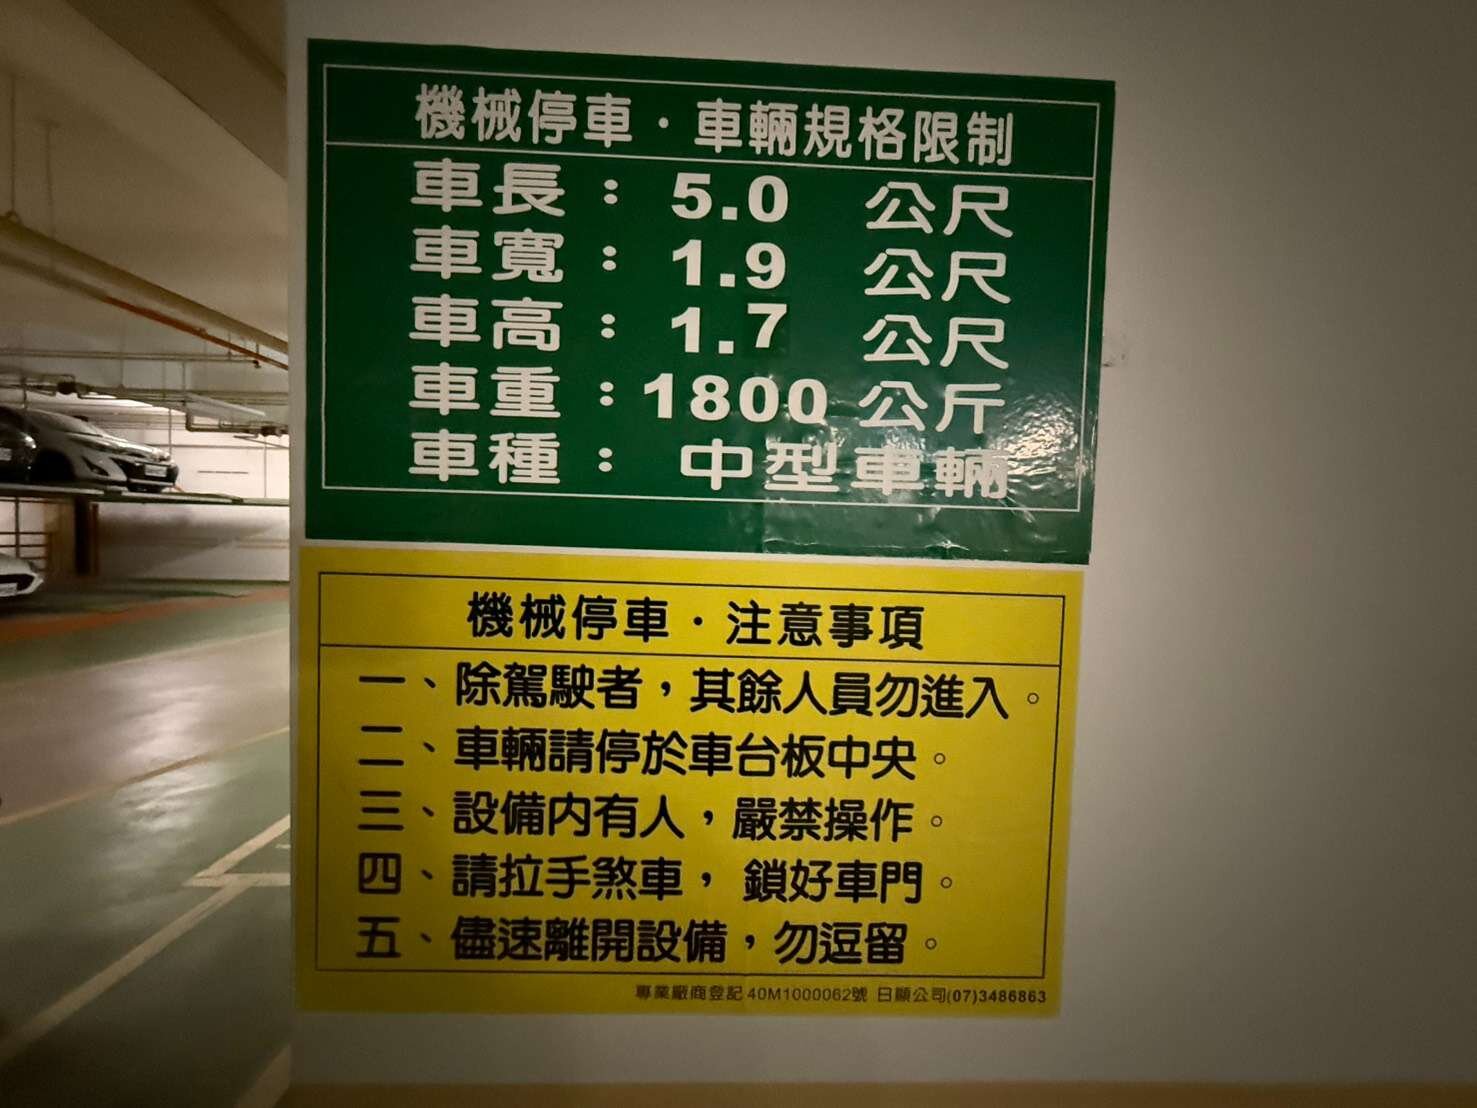 機械停車・車輛規格限制
車長：5.0 公尺
車寬：1.9 公尺
車高：1.7 公尺
車重：1800公斤
車種：中型車輛
機械停車・注意事項
一、除駕駛者，其餘人員勿進入。
二、車輛請停於車台板中央。
三、設備内有人，嚴禁操作。
四、請拉手煞車，鎖好車門。
五、儘速離開設備，勿逗留。
專業廠商登記40M1000062號 日顯公司(07)3486863